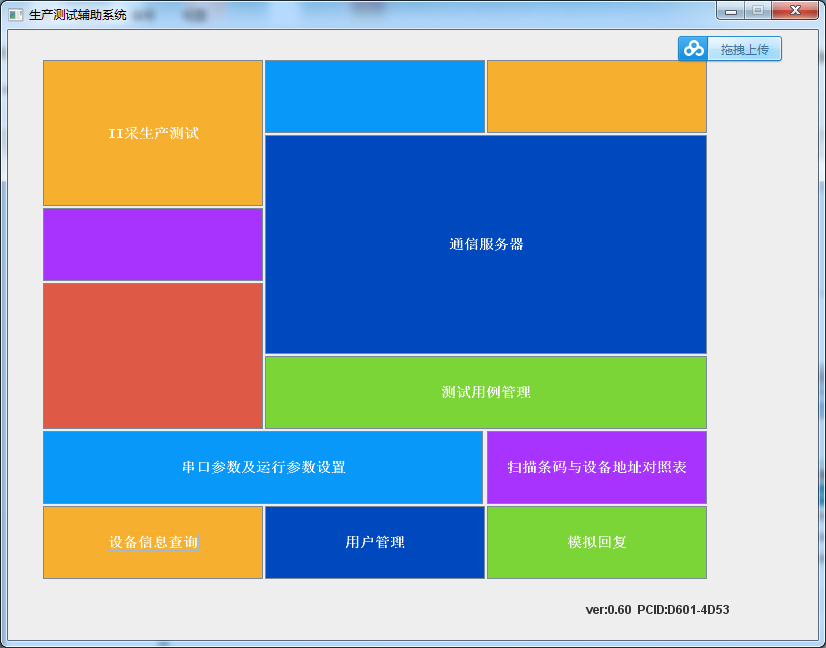 生产测试辅助系统
拖拽上传
II采生产测试
通信服务器
测试用例管理
串口参数及运行参数设置
扫描条码与设备地址对照表
设备信息查询
用户管理
模拟回复
ver:0.60 PCID:D601-4D53